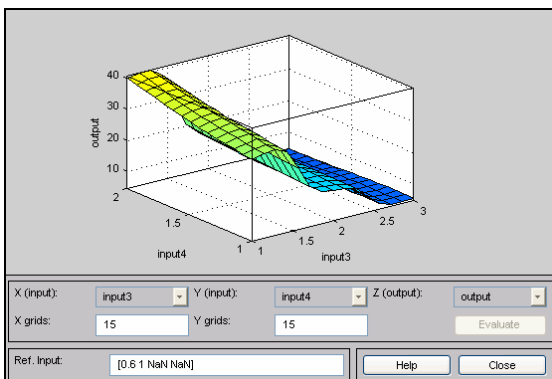 40
30
20
10
output
2
1.5
1
input4
1
1.5
2
2.5
3
input3
X (input): input3 Y (input): input4 Z (output): output
X grids: 15 Y grids: 15 Evaluate
Ref. Input: [0.6 1 NaN NaN] Help Close